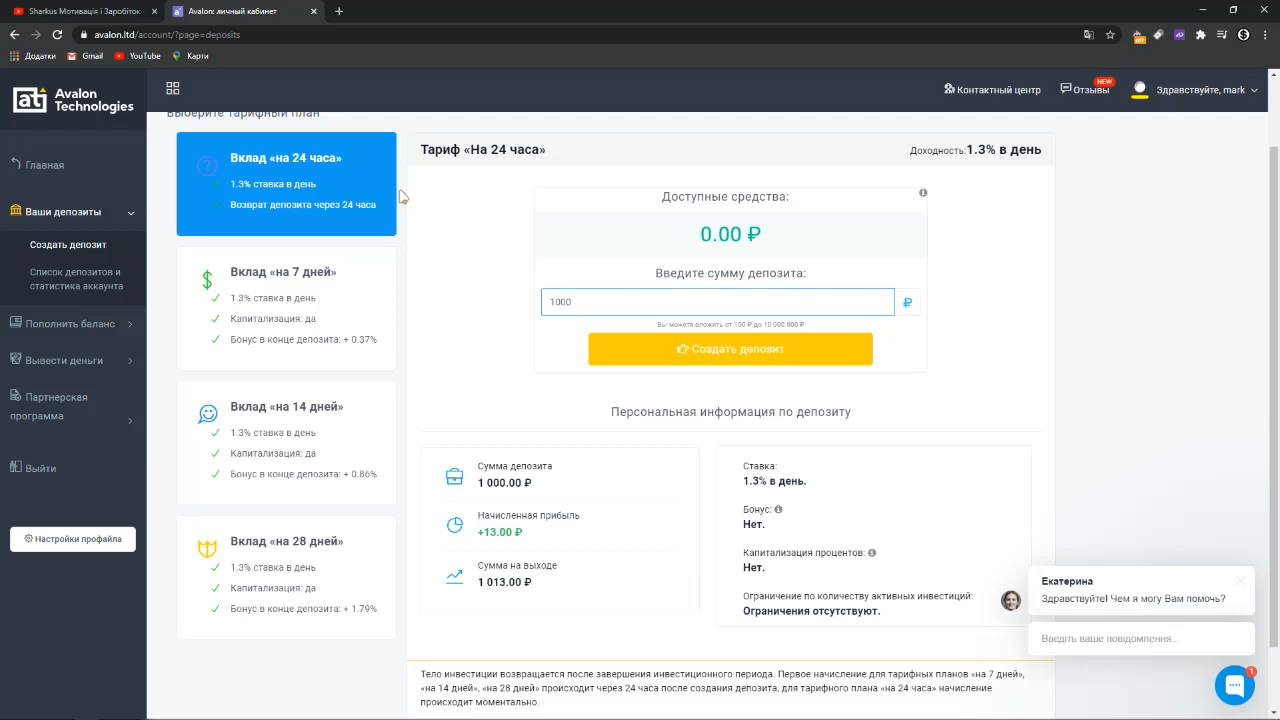 Sharkus Мотивація і Заробіток
Avalon: личный кабинет
avalon.ltd/account/?page=deposits
Додатки
Gmail
YouTube
Карти
Avalon
Technologies
Контактный центр
Отзывы
NEW
Здравствуйте, mark
Главная
Ваши депозиты
Создать депозит
Список депозитов и
статистика аккаунта
Пополнить баланс
Вывести деньги
Партнерская
программа
Выйти
Настройки профайла
Выберите тарифный план
Вклад «на 24 часа»
1.3% ставка в день
Возврат депозита через 24 часа
Вклад «на 7 дней»
1.3% ставка в день
Капитализация: да
Бонус в конце депозита: + 0.37%
Вклад «на 14 дней»
1.3% ставка в день
Капитализация: да
Бонус в конце депозита: + 0.86%
Вклад «на 28 дней»
1.3% ставка в день
Капитализация: да
Бонус в конце депозита: + 1.79%
Тариф «На 24 часа»
Доходность:1.3% в день
Доступные средства:
0.00 ₽
Введите сумму депозита:
1000
₽
Вы можете вложить от 100 ₽ до 10 000 000 ₽
Создать депозит
Персональная информация по депозиту
Сумма депозита
1 000.00 ₽
Начисленная прибыль
+13.00 ₽
Сумма на выходе
1 013.00 ₽
Ставка:
1.3% в день.
Бонус:
Нет.
Капитализация процентов:
Нет.
Ограничение по количеству активных инвестиций:
Ограничения отсутствуют.
Екатерина
Здравствуйте! Чем я могу Вам помочь?
Введіть ваше повідомлення...
1
Тело инвестиции возвращается после завершения инвестиционного периода. Первое начисление для тарифных планов «на 7 дней»,
«на 14 дней», «на 28 дней» происходит через 24 часа после создания депозита, для тарифного плана «на 24 часа» начисление
происходит моментально.